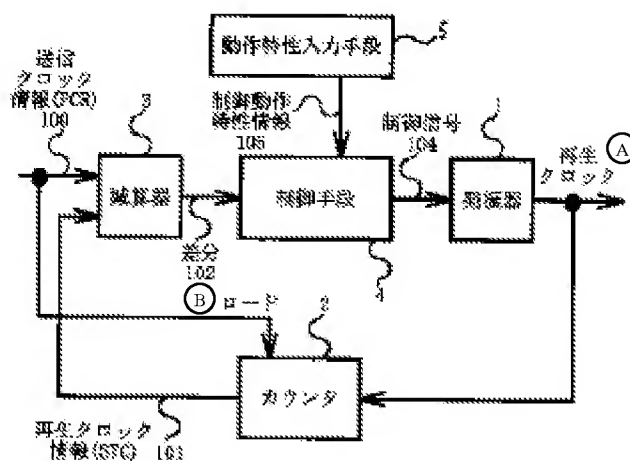 動作特性入力手段
5
送信
クロック
情報(PCR)
100
3
制御動作
特性情報
105
制御信号
104
1
再生
クロック
Ⓐ
減算器
制御手段
発振器
差分
102
4
Ⓑ ロード
2
カウンタ
再生クロック
情報(STC)
101